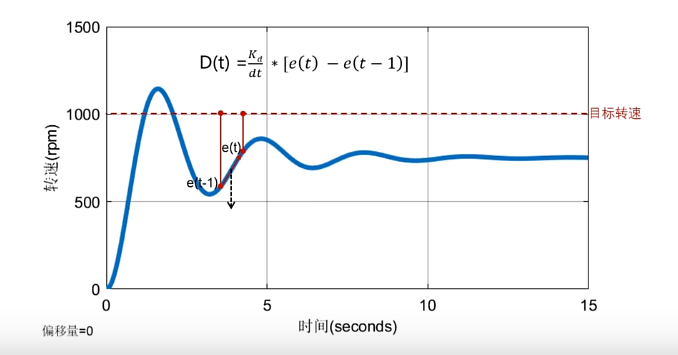 1500
D(t) =K_d/dt * [e(t) − e(t − 1)]
1000
目标转速
转速(rpm)
e(t)
e(t-1)
500
0
0
5
10
15
时间(seconds)
偏移量=0